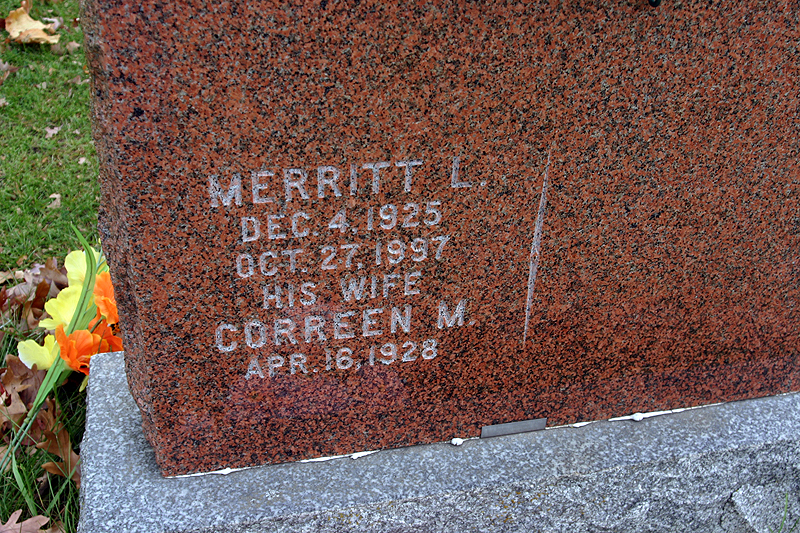 MERRITT L.
DEC. 4, 1925
OCT. 27, 1997
HIS WIFE
CORREEN M.
APR. 16, 1928